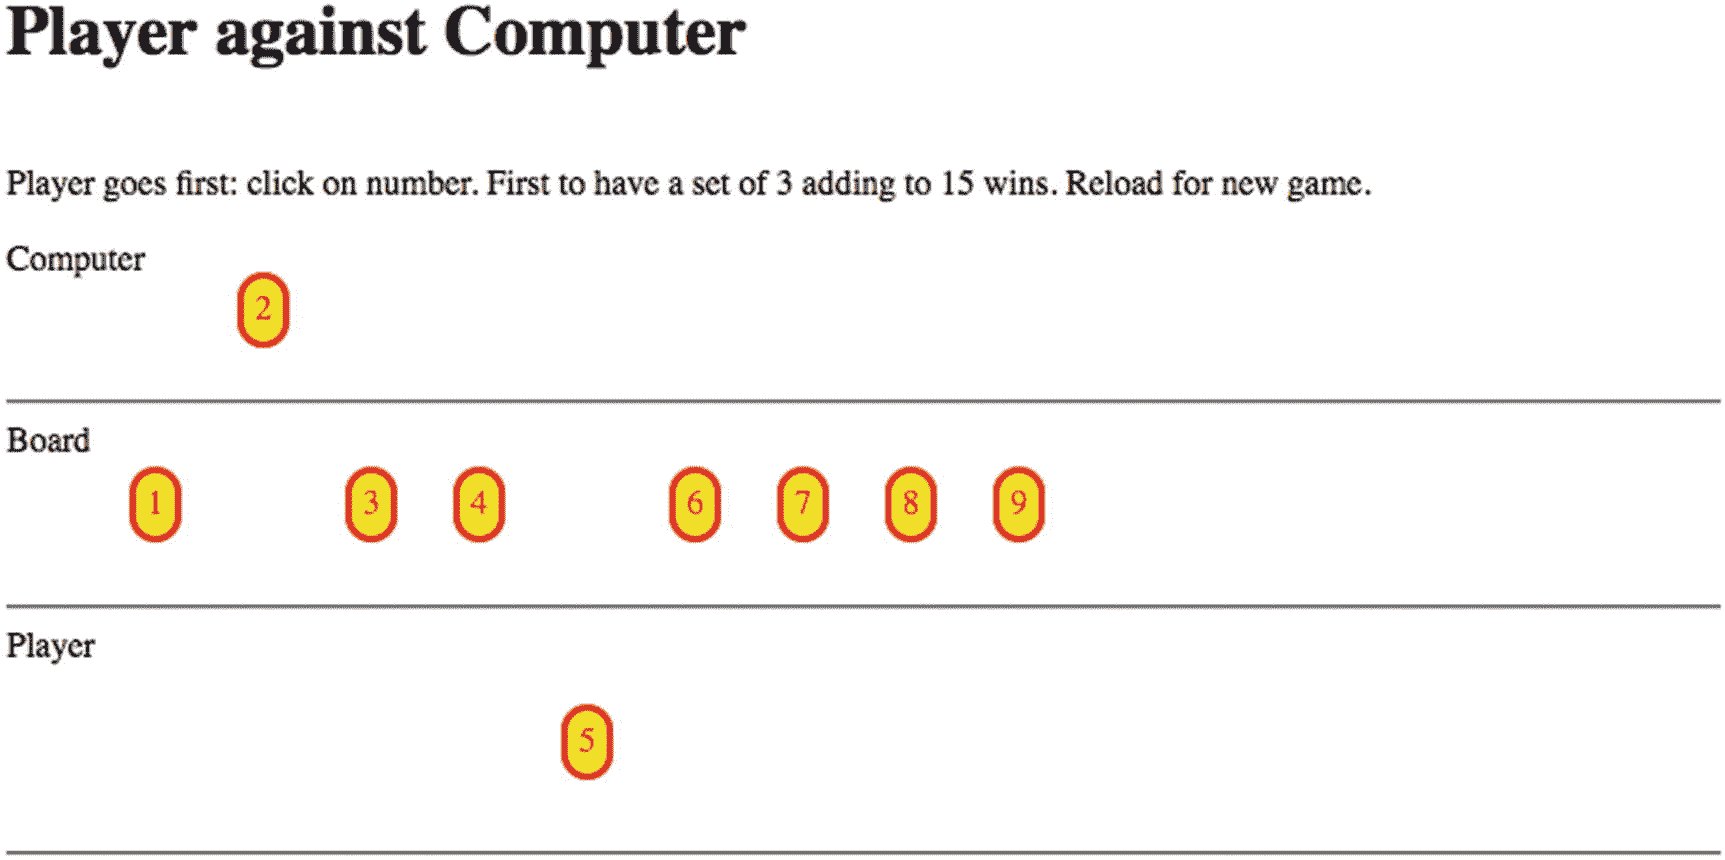 Player against Computer
Player goes first: click on number. First to have a set of 3 adding to 15 wins. Reload for new game.
Computer
2
Board
1 3 4 6 7 8 9
Player
5